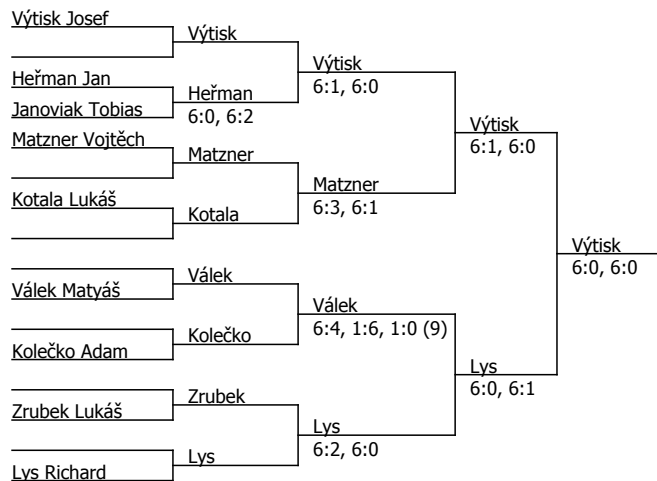 Výtisk Josef
Heřman Jan
Janoviak Tobias
Matzner Vojtěch
Kotala Lukáš
Válek Matyáš
Kolečko Adam
Zrubek Lukáš
Lys Richard
Výtisk
Heřman
6:0, 6:2
Matzner
Kotala
Válek
Kolečko
Zrubek
Lys
Výtisk
6:1, 6:0
Matzner
6:3, 6:1
Válek
6:4, 1:6, 1:0 (9)
Lys
6:2, 6:0
Výtisk
6:1, 6:0
Lys
6:0, 6:1
Výtisk
6:0, 6:0